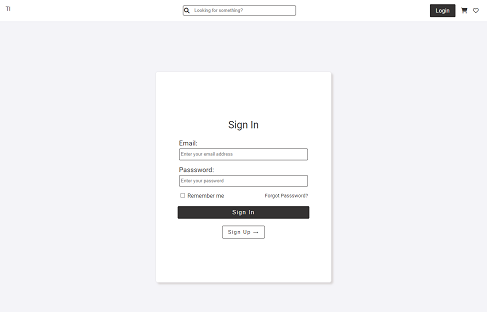 TI
Looking for something?
Login
Sign In
Email:
Enter your email address
Passsword:
Enter your password
Remember me
Forgot Passsword?
Sign In
Sign Up →